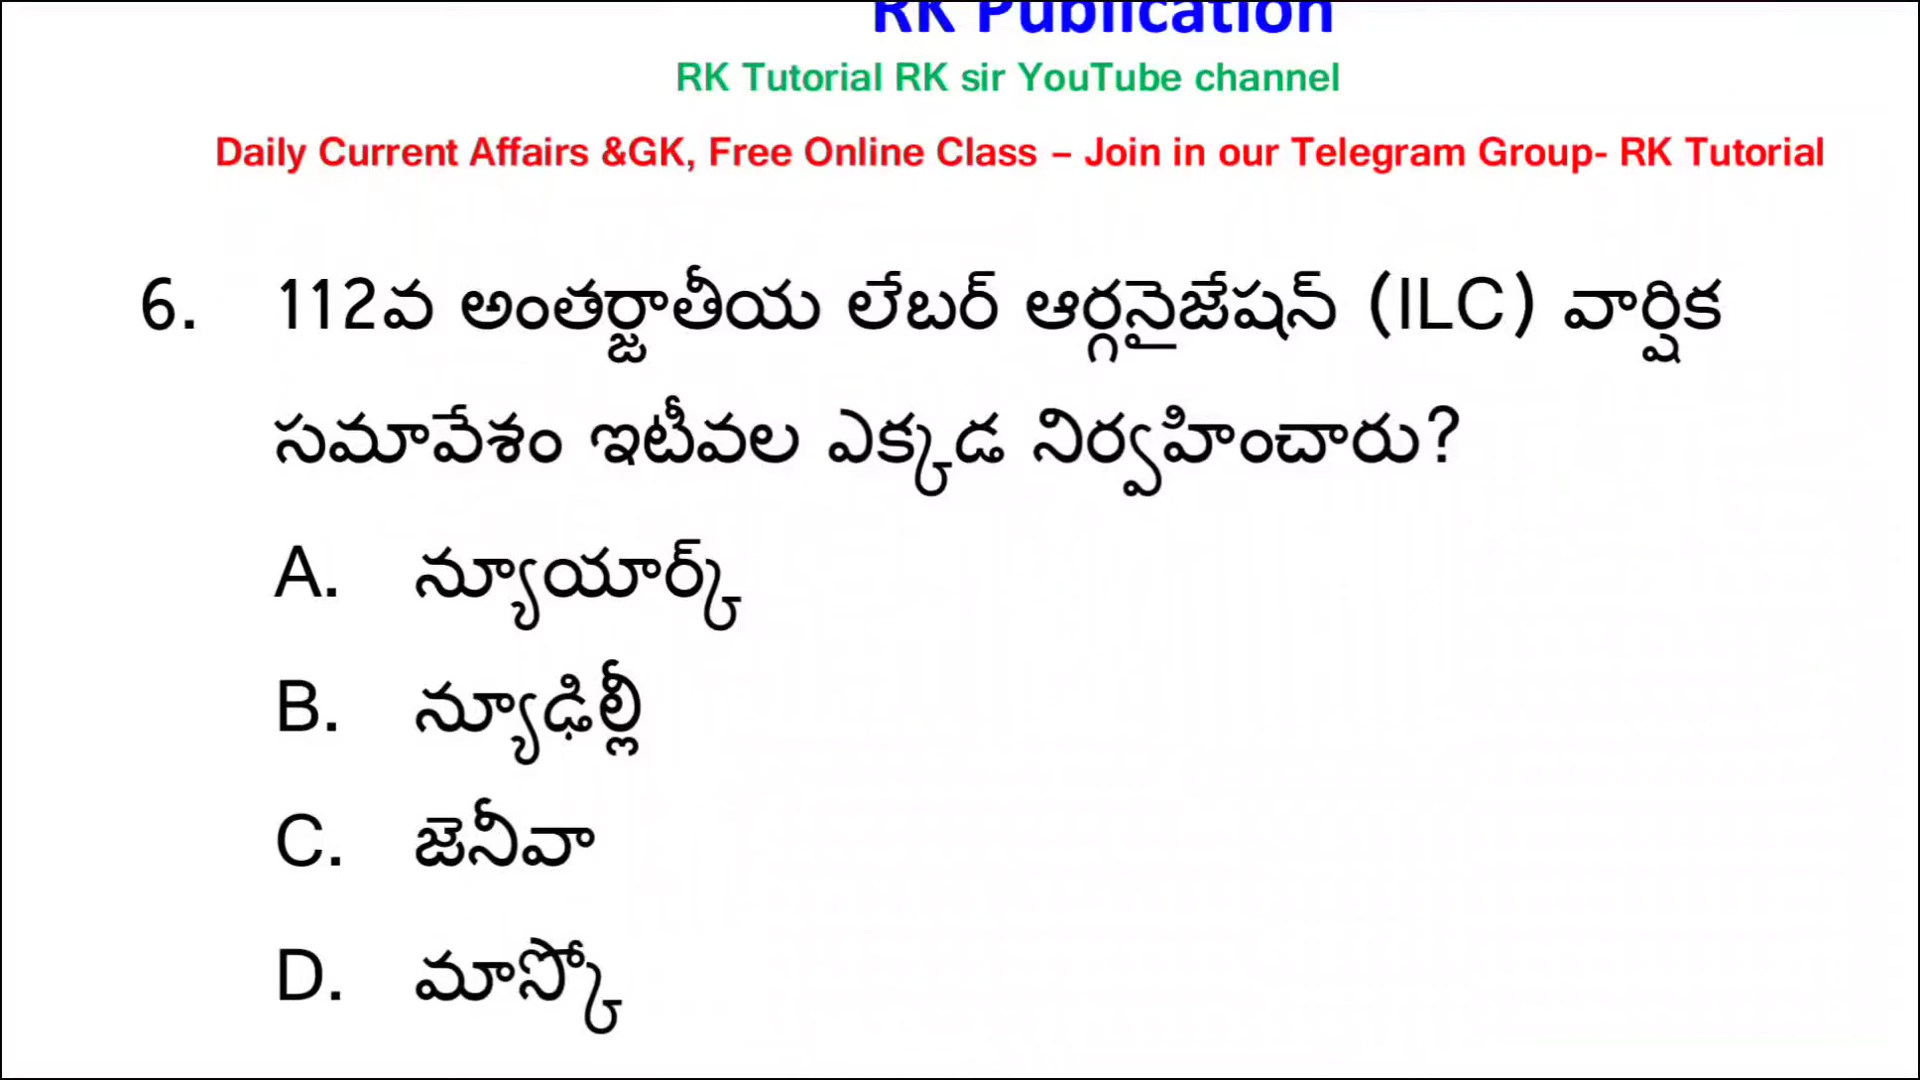 RK Publication
RK Tutorial RK sir YouTube channel
Daily Current Affairs &GK, Free Online Class – Join in our Telegram Group- RK Tutorial
6. 112వ అంతర్జాతీయ లేబర్ ఆర్గనైజేషన్ (ILC) వార్షిక
సమావేశం ఇటీవల ఎక్కడ నిర్వహించారు?
A. న్యూయార్క్
B. న్యూఢిల్లీ
C. జెనీవా
D. మాస్కో